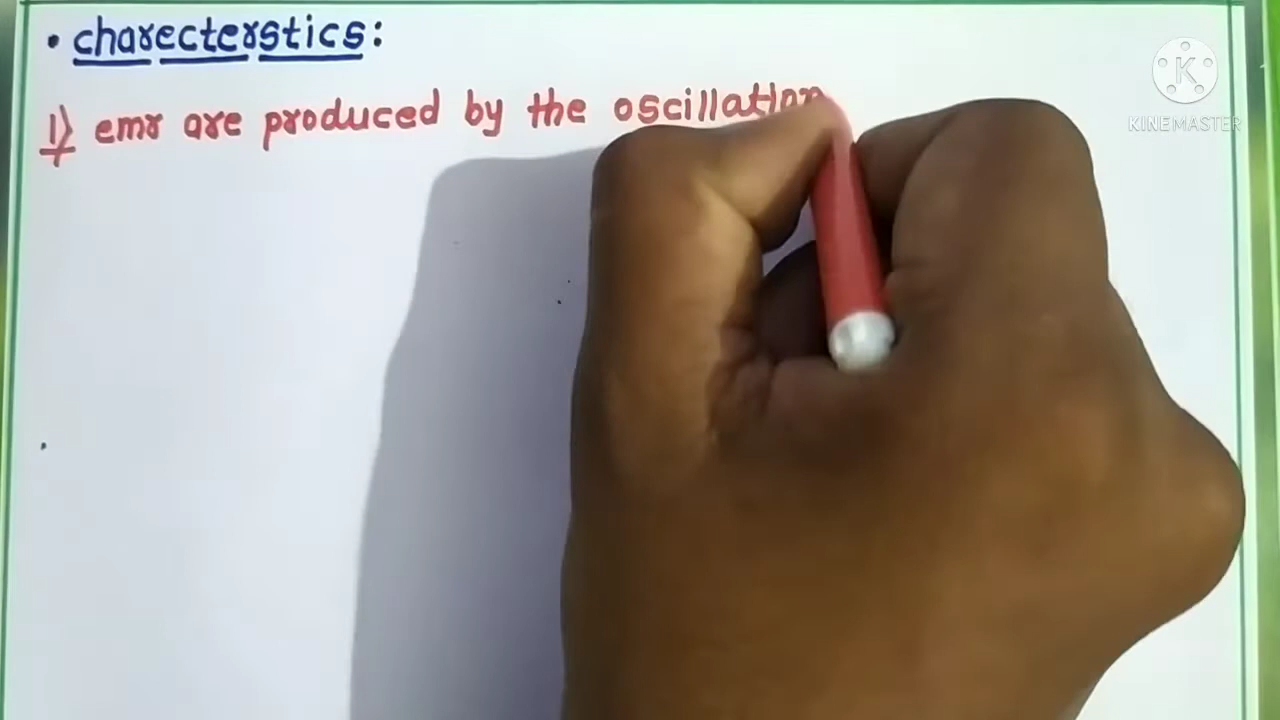 • charecterstics:
1) emr are produced by the oscillation
K
KINEMASTER